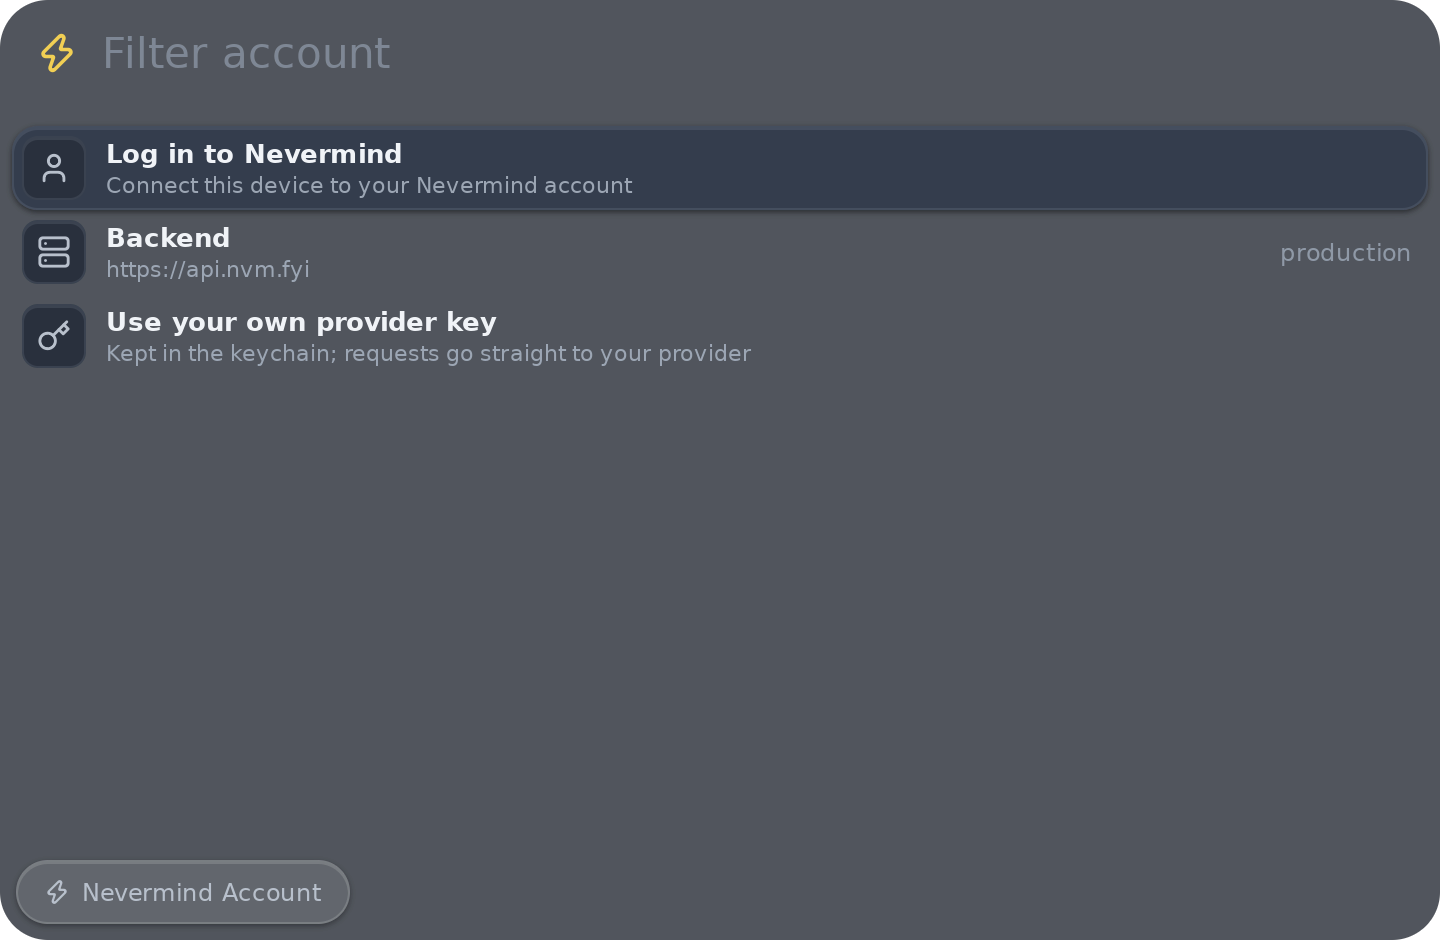 Filter account
Log in to Nevermind
Connect this device to your Nevermind account
Backend
https://api.nvm.fyi
production
Use your own provider key
Kept in the keychain; requests go straight to your provider
Nevermind Account